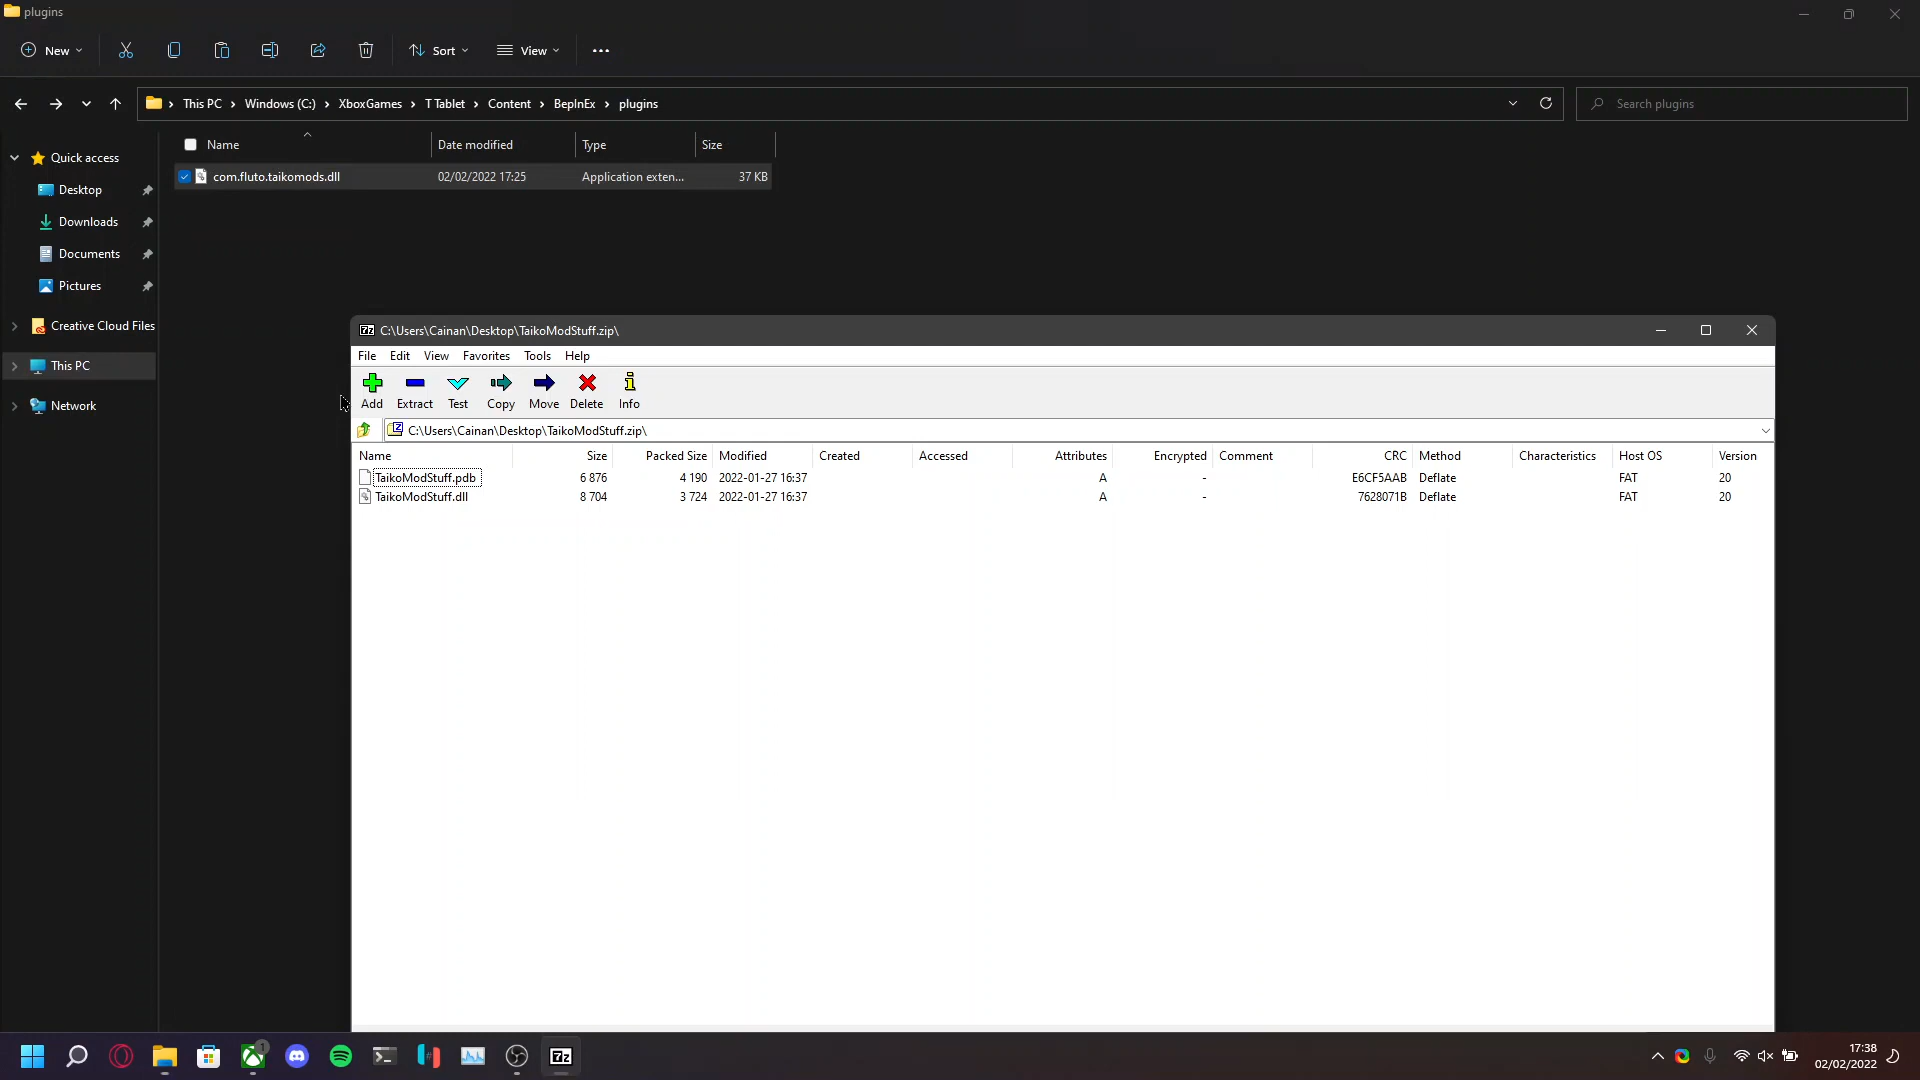 plugins
New
Sort
View
This PC
Windows (C:)
XboxGames
T Tablet
Content
BepInEx
plugins
Search plugins
Name
Date modified
Type
Size
com.fluto.taikomods.dll
02/02/2022 17:25
Application exten...
37 KB
Quick access
Desktop
Downloads
Documents
Pictures
Creative Cloud Files
This PC
Network
C:\Users\Cainan\Desktop\TaikoModStuff.zip\
File Edit View Favorites Tools Help
Add Extract Test Copy Move Delete Info
C:\Users\Cainan\Desktop\TaikoModStuff.zip\
Name Size Packed Size Modified Created Accessed Attributes Encrypted Comment CRC Method Characteristics Host OS Version
TaikoModStuff.pdb 6 876 4 190 2022-01-27 16:37 A - E6CF5AAB Deflate FAT 20
TaikoModStuff.dll 8 704 3 724 2022-01-27 16:37 A - 7628071B Deflate FAT 20
1
7z
17:38
02/02/2022